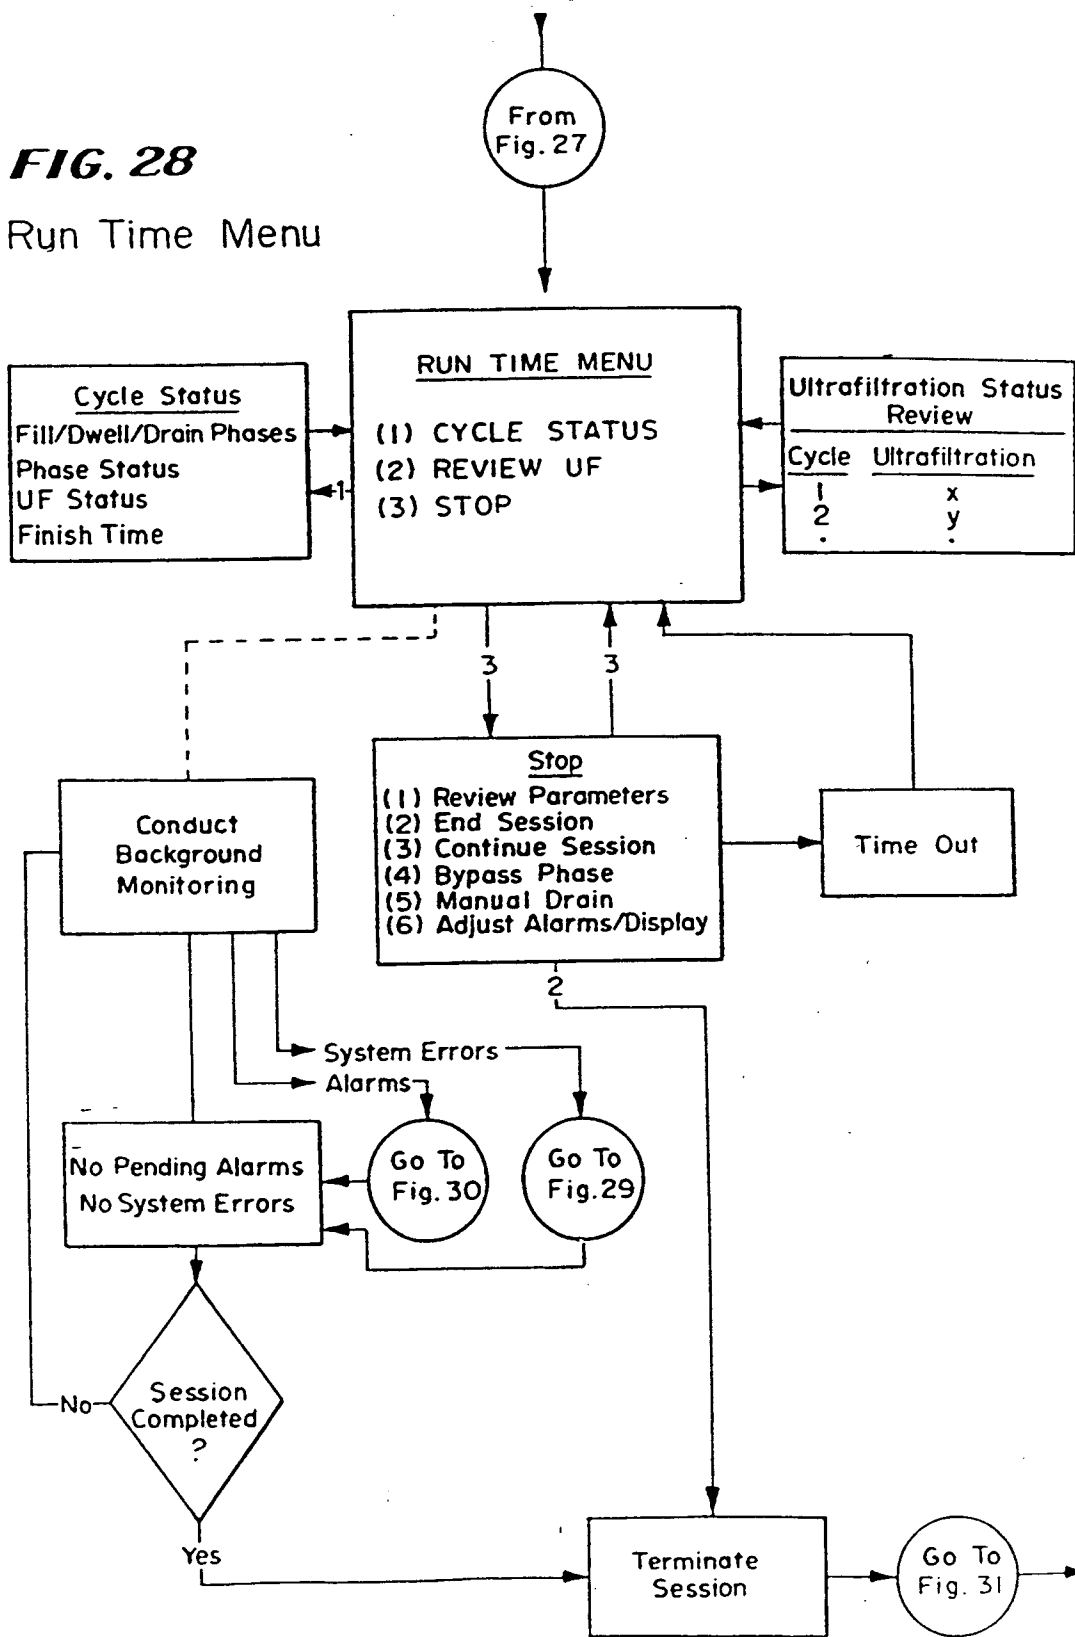 From
Fig. 27
FIG. 28
Run Time Menu
RUN TIME MENU
(1) CYCLE STATUS
(2) REVIEW UF
(3) STOP
Cycle Status
Fill/Dwell/Drain Phases
Phase Status
UF Status
Finish Time
1
Ultrafiltration Status
Review
Cycle Ultrafiltration
1 x
2 y
. .
3
3
Stop
(1) Review Parameters
(2) End Session
(3) Continue Session
(4) Bypass Phase
(5) Manual Drain
(6) Adjust Alarms/Display
Time Out
Conduct
Background
Monitoring
2
System Errors
Alarms
No Pending Alarms
No System Errors
Go To
Fig. 30
Go To
Fig. 29
Session
Completed
?
No
Yes
Terminate
Session
Go To
Fig. 31